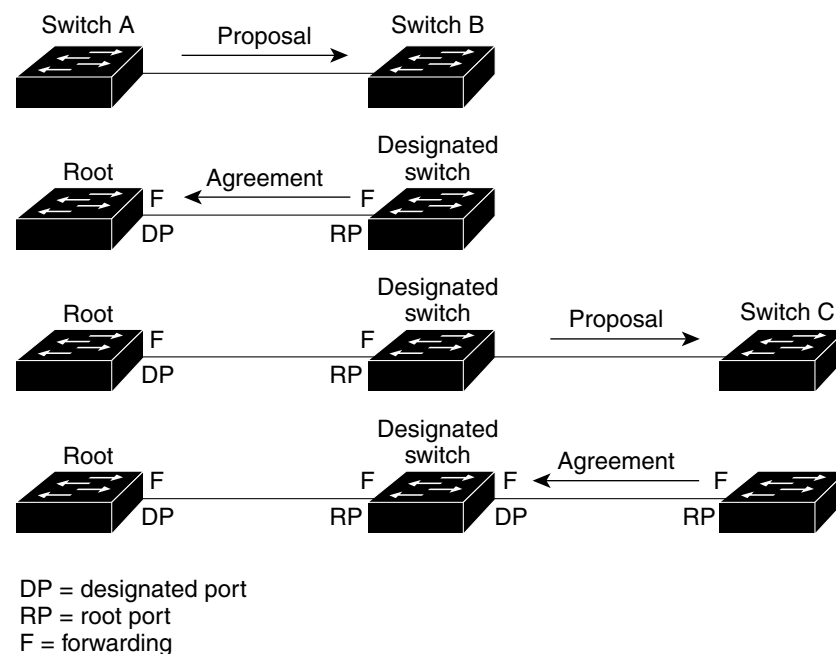 Switch A
Proposal
Switch B
Root
F
Agreement
F
Designated
switch
DP
RP
Root
F
F
Designated
switch
Proposal
Switch C
DP
RP
Root
F
F
Designated
switch
F
Agreement
F
DP
RP
DP
RP
DP = designated port
RP = root port
F = forwarding